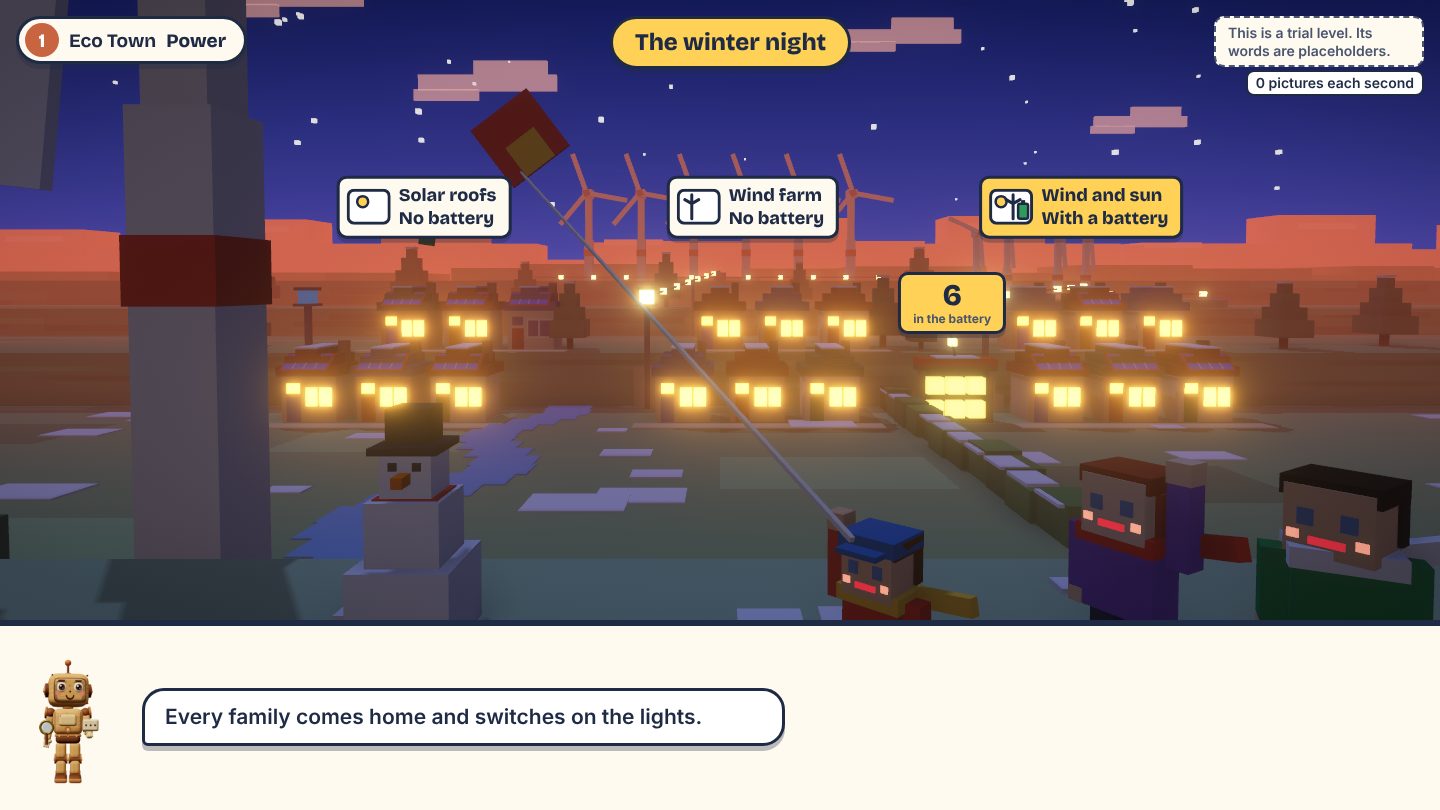 1 Eco Town Power
The winter night
This is a trial level. Its
words are placeholders.
0 pictures each second
Solar roofs
No battery
Wind farm
No battery
Wind and sun
With a battery
6
in the battery
Every family comes home and switches on the lights.